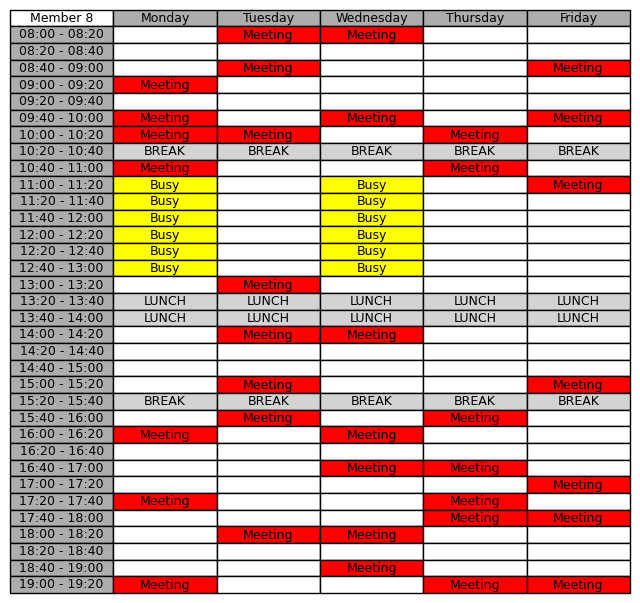 Member 8 Monday Tuesday Wednesday Thursday Friday
08:00 - 08:20 Meeting Meeting
08:20 - 08:40
08:40 - 09:00 Meeting Meeting
09:00 - 09:20 Meeting
09:20 - 09:40
09:40 - 10:00 Meeting Meeting Meeting
10:00 - 10:20 Meeting Meeting Meeting
10:20 - 10:40 BREAK BREAK BREAK BREAK BREAK
10:40 - 11:00 Meeting Meeting
11:00 - 11:20 Busy Busy Meeting
11:20 - 11:40 Busy Busy
11:40 - 12:00 Busy Busy
12:00 - 12:20 Busy Busy
12:20 - 12:40 Busy Busy
12:40 - 13:00 Busy Busy
13:00 - 13:20 Meeting
13:20 - 13:40 LUNCH LUNCH LUNCH LUNCH LUNCH
13:40 - 14:00 LUNCH LUNCH LUNCH LUNCH LUNCH
14:00 - 14:20 Meeting Meeting
14:20 - 14:40
14:40 - 15:00
15:00 - 15:20 Meeting Meeting
15:20 - 15:40 BREAK BREAK BREAK BREAK BREAK
15:40 - 16:00 Meeting Meeting
16:00 - 16:20 Meeting Meeting
16:20 - 16:40
16:40 - 17:00 Meeting Meeting
17:00 - 17:20 Meeting
17:20 - 17:40 Meeting Meeting
17:40 - 18:00 Meeting Meeting
18:00 - 18:20 Meeting Meeting
18:20 - 18:40
18:40 - 19:00 Meeting
19:00 - 19:20 Meeting Meeting Meeting